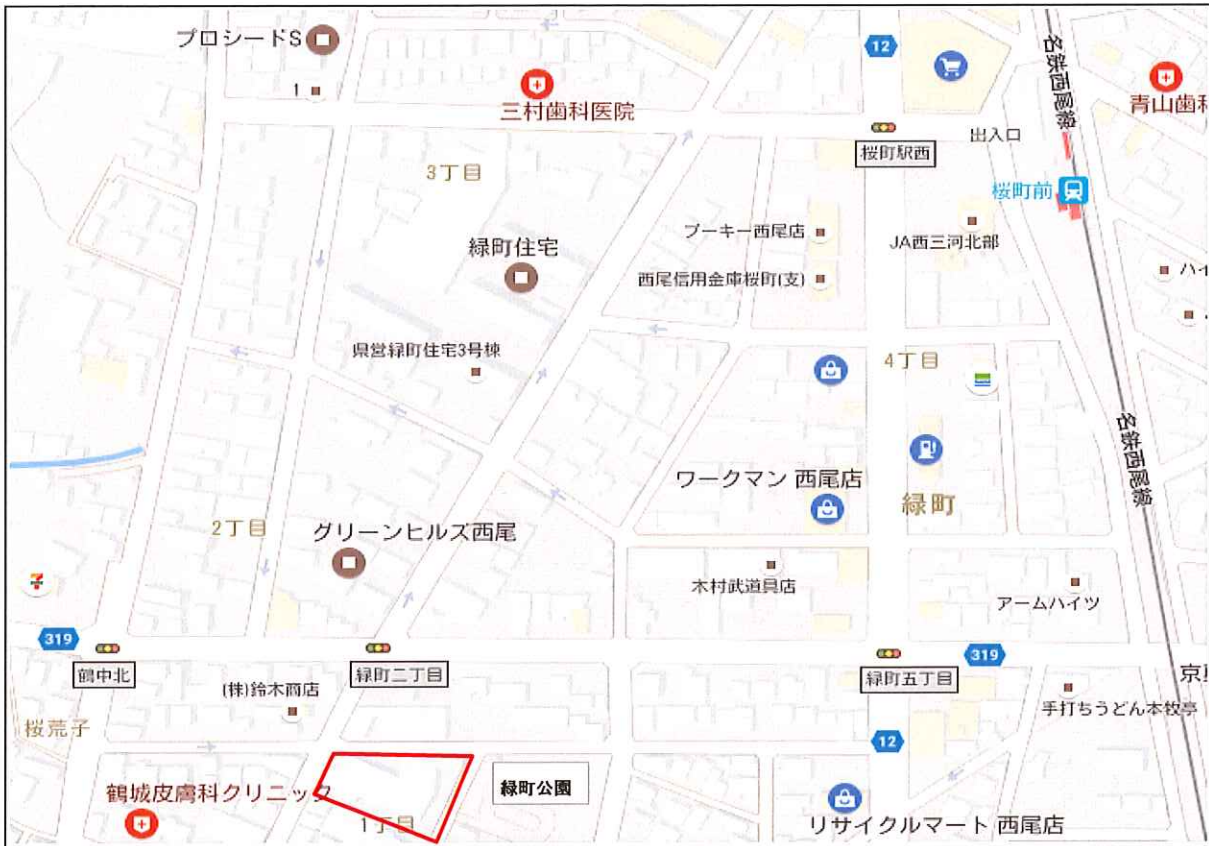 プロシードS
12
名鉄西尾線
1
三村歯科医院
青山歯科
桜町駅西
出入口
3丁目
桜町前
緑町住宅
プーキー西尾店
JA西三河北部
西尾信用金庫桜町(支)
ハイ
県営緑町住宅3号棟
4丁目
名鉄西尾線
ワークマン 西尾店
緑町
2丁目
グリーンヒルズ西尾
木村武道具店
アームハイツ
319
鶴中北
緑町二丁目
緑町五丁目
319
(株)鈴木商店
手打ちうどん本牧亭
桜荒子
12
緑町公園
鶴城皮膚科クリニック
1丁目
リサイクルマート 西尾店